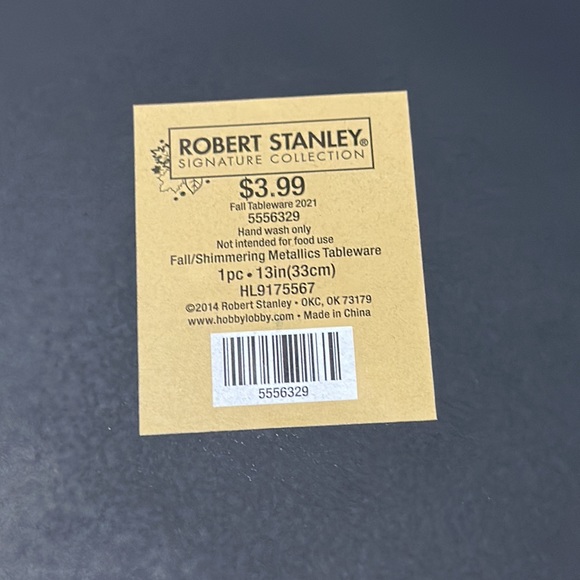 ROBERT STANLEY®
SIGNATURE COLLECTION
$3.99
Fall Tableware 2021
5556329
Hand wash only
Not intended for food use
Fall/Shimmering Metallics Tableware
1pc • 13in(33cm)
HL9175567
©2014 Robert Stanley • OKC, OK 73179
www.hobbylobby.com • Made in China
5556329